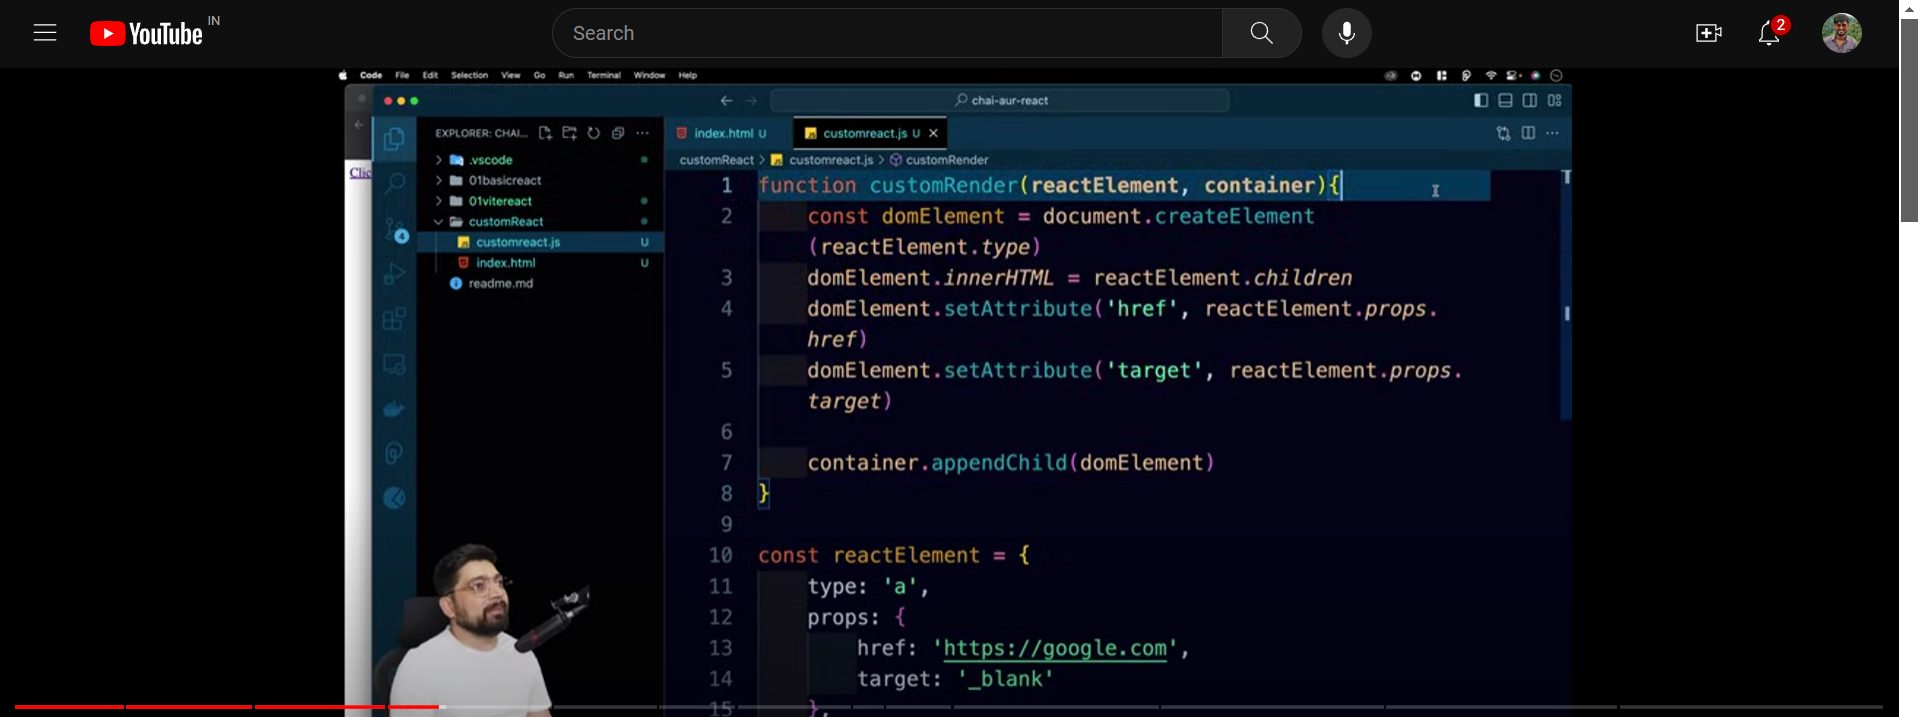 YouTube IN
Search
2
Code File Edit Selection View Go Run Terminal Window Help
chai-aur-react
EXPLORER: CHAI...
index.html U
customreact.js U
customReact > customreact.js > customRender
.vscode
01basicreact
01vitereact
customReact
customreact.js U
index.html U
readme.md
4
Clic
1 function customRender(reactElement, container){
2 const domElement = document.createElement
(reactElement.type)
3 domElement.innerHTML = reactElement.children
4 domElement.setAttribute('href', reactElement.props.
href)
5 domElement.setAttribute('target', reactElement.props.
target)
6
7 container.appendChild(domElement)
8 }
9
10 const reactElement = {
11 type: 'a',
12 props: {
13 href: 'https://google.com',
14 target: '_blank'
15 },